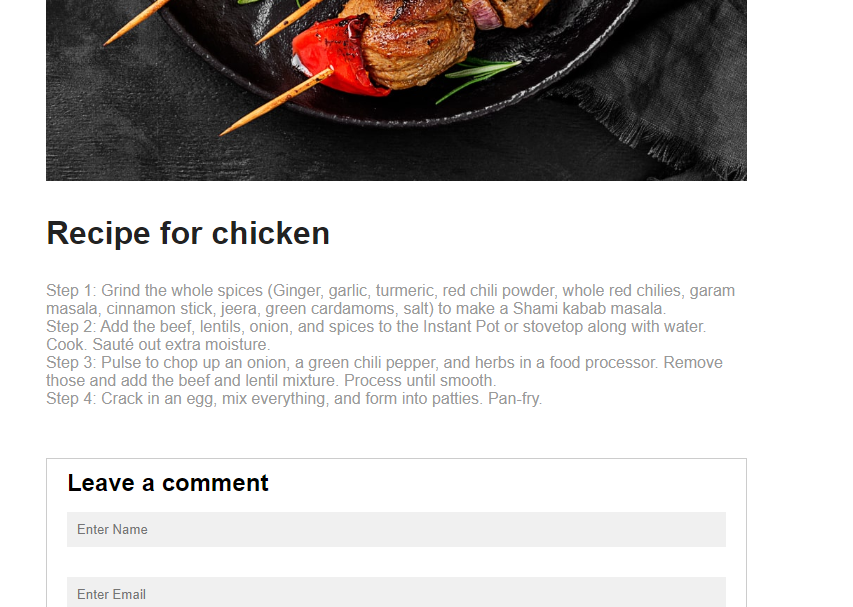 Recipe for chicken
Step 1: Grind the whole spices (Ginger, garlic, turmeric, red chili powder, whole red chilies, garam
masala, cinnamon stick, jeera, green cardamoms, salt) to make a Shami kabab masala.
Step 2: Add the beef, lentils, onion, and spices to the Instant Pot or stovetop along with water.
Cook. Sauté out extra moisture.
Step 3: Pulse to chop up an onion, a green chili pepper, and herbs in a food processor. Remove
those and add the beef and lentil mixture. Process until smooth.
Step 4: Crack in an egg, mix everything, and form into patties. Pan-fry.
Leave a comment
Enter Name
Enter Email